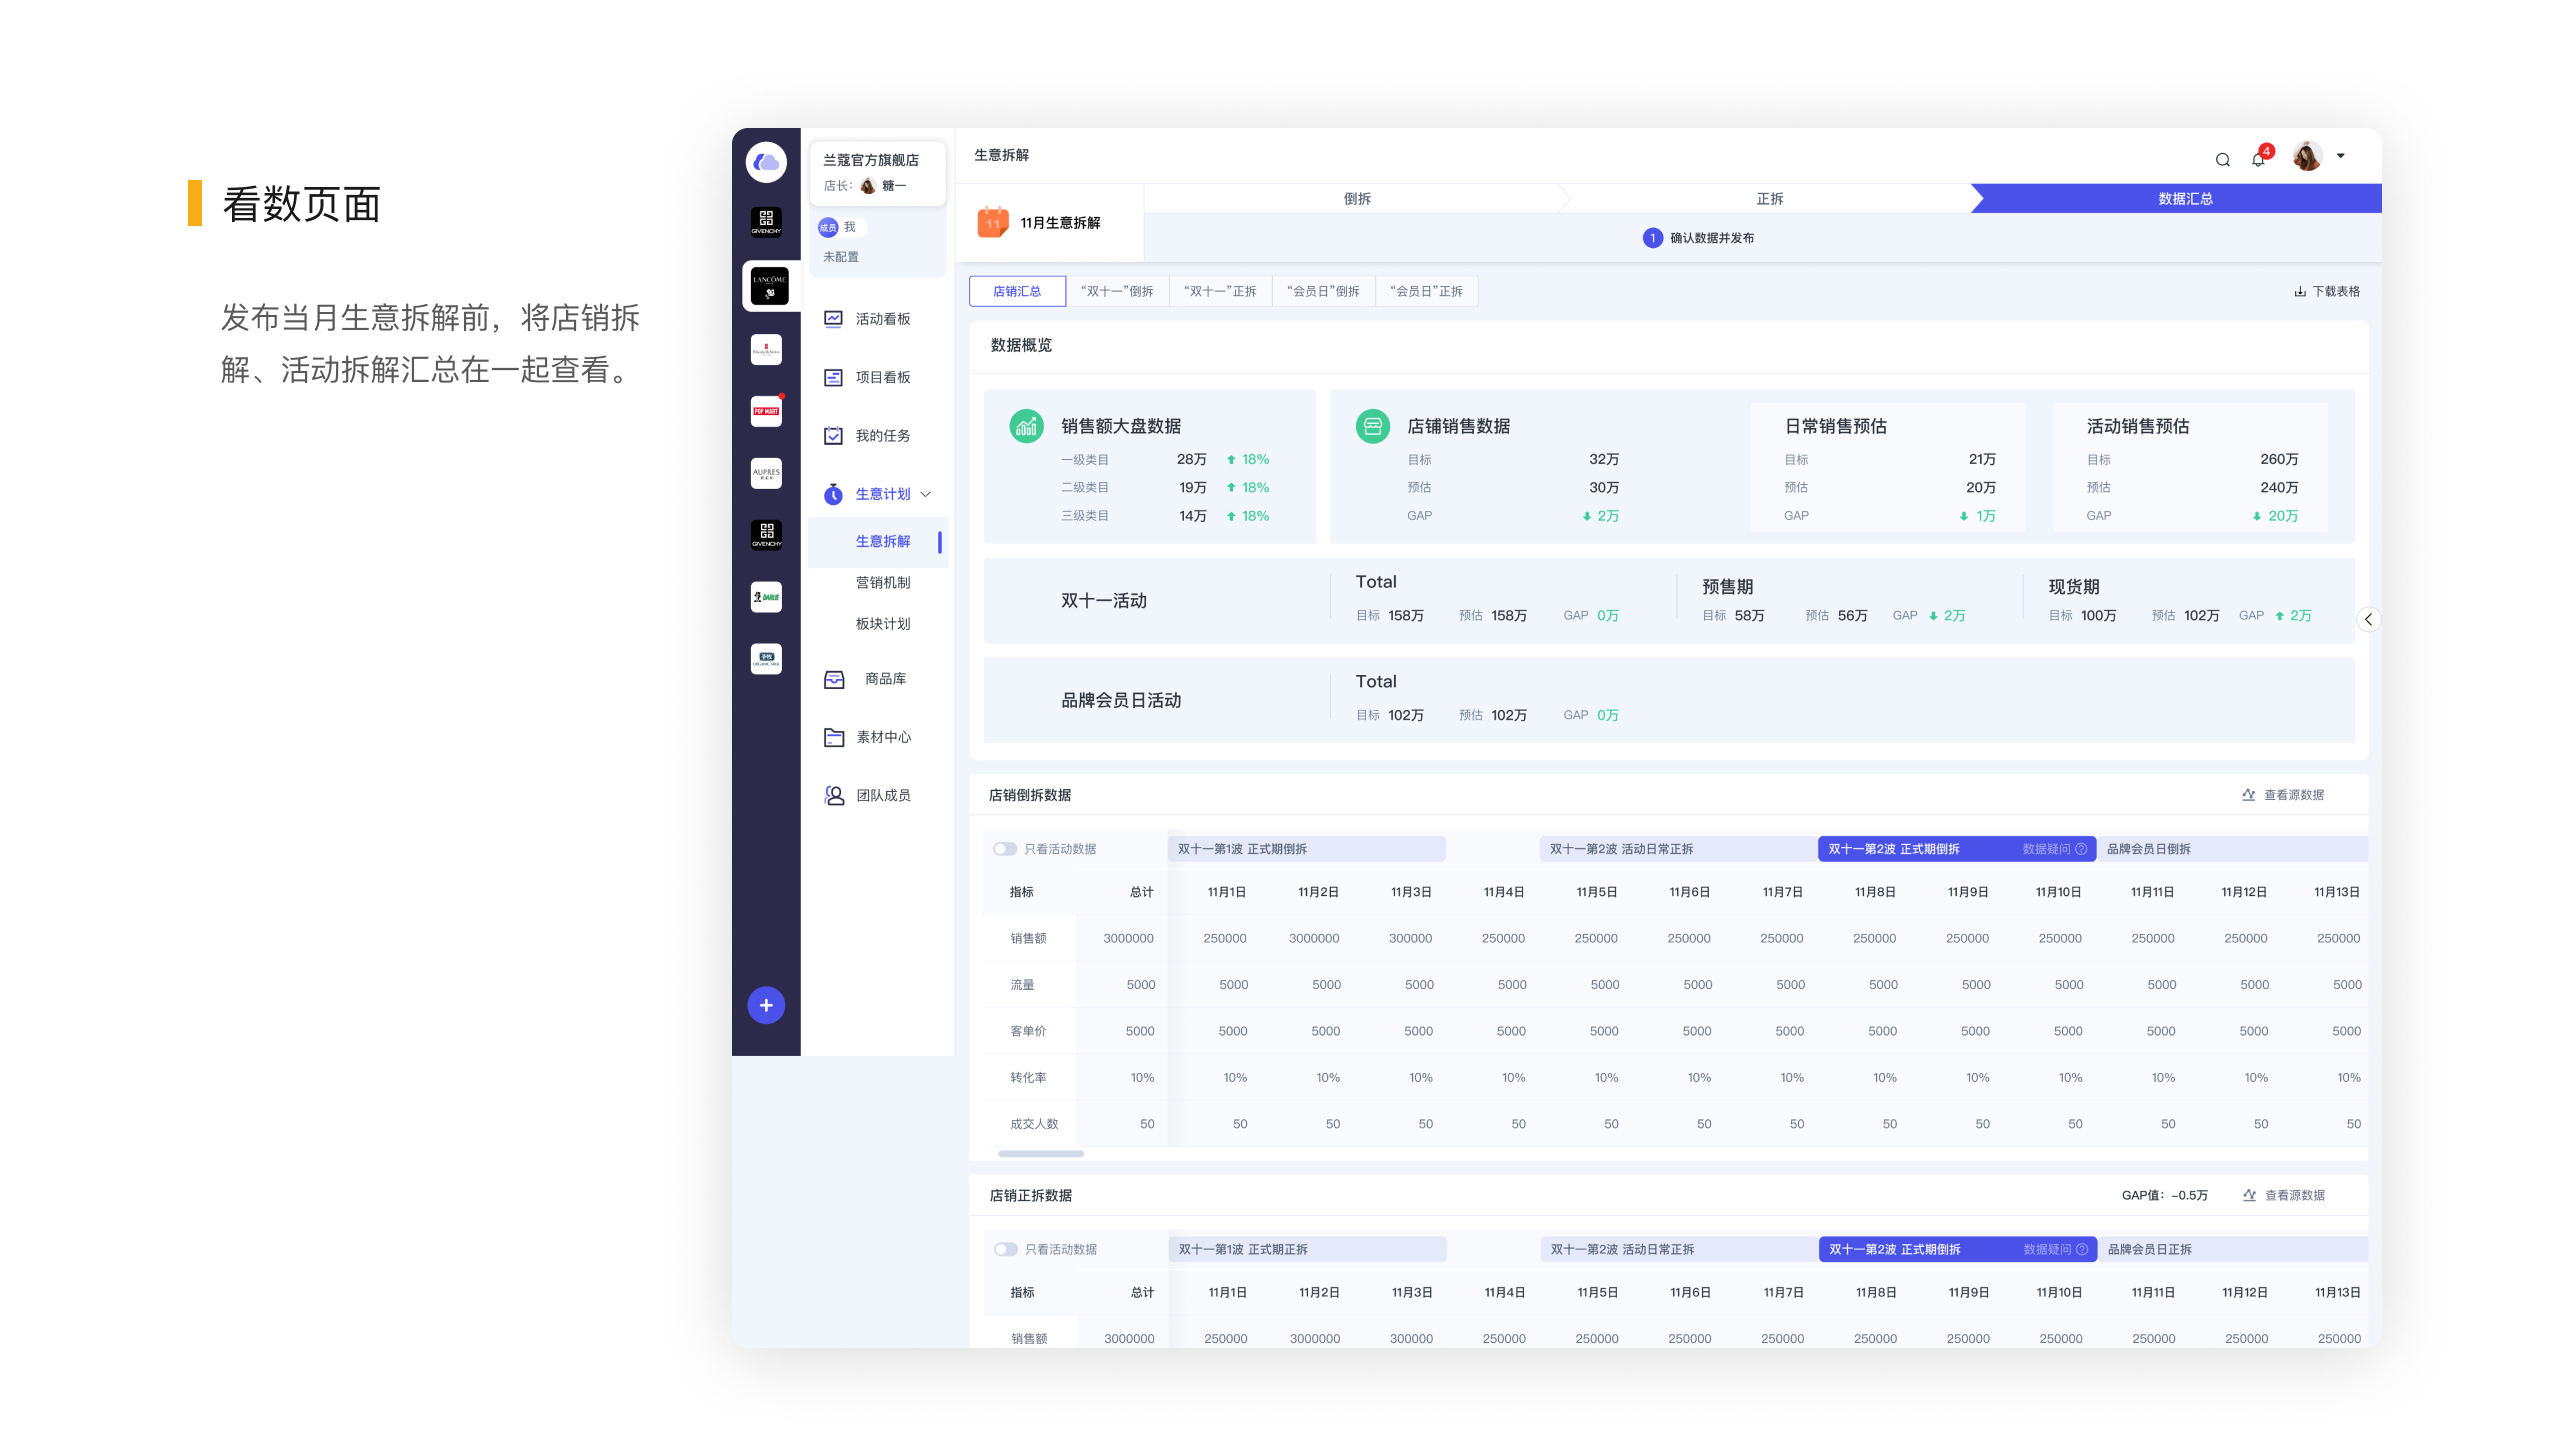 看数页面
发布当月生意拆解前，将店销拆
解、活动拆解汇总在一起查看。
GIVENCHY
LANCÔME
POP MART
AUPRES
GIVENCHY
DARLIE
兰蔻官方旗舰店
店长： 糖一
成员 我
未配置
活动看板
项目看板
我的任务
生意计划
生意拆解
营销机制
板块计划
商品库
素材中心
团队成员
生意拆解
4
11 11月生意拆解
倒拆 正拆 数据汇总
1 确认数据并发布
店销汇总 “双十一”倒拆 “双十一”正拆 “会员日”倒拆 “会员日”正拆 下载表格
数据概览
销售额大盘数据 店铺销售数据 日常销售预估 活动销售预估
一级类目 28万 18% 目标 32万 目标 21万 目标 260万
二级类目 19万 18% 预估 30万 预估 20万 预估 240万
三级类目 14万 18% GAP 2万 GAP 1万 GAP 20万
双十一活动
Total 预售期 现货期
目标 158万 预估 158万 GAP 0万 目标 58万 预估 56万 GAP 2万 目标 100万 预估 102万 GAP 2万
品牌会员日活动
Total
目标 102万 预估 102万 GAP 0万
店销倒拆数据 查看源数据
只看活动数据 双十一第1波 正式期倒拆 双十一第2波 活动日常正拆 双十一第2波 正式期倒拆 数据疑问 ? 品牌会员日倒拆
指标 总计 11月1日 11月2日 11月3日 11月4日 11月5日 11月6日 11月7日 11月8日 11月9日 11月10日 11月11日 11月12日 11月13日
销售额 3000000 250000 3000000 300000 250000 250000 250000 250000 250000 250000 250000 250000 250000 250000
流量 5000 5000 5000 5000 5000 5000 5000 5000 5000 5000 5000 5000 5000 5000
客单价 5000 5000 5000 5000 5000 5000 5000 5000 5000 5000 5000 5000 5000 5000
转化率 10% 10% 10% 10% 10% 10% 10% 10% 10% 10% 10% 10% 10% 10%
成交人数 50 50 50 50 50 50 50 50 50 50 50 50 50 50
店销正拆数据 GAP值：-0.5万 查看源数据
只看活动数据 双十一第1波 正式期正拆 双十一第2波 活动日常正拆 双十一第2波 正式期倒拆 数据疑问 ? 品牌会员日正拆
指标 总计 11月1日 11月2日 11月3日 11月4日 11月5日 11月6日 11月7日 11月8日 11月9日 11月10日 11月11日 11月12日 11月13日
销售额 3000000 250000 3000000 300000 250000 250000 250000 250000 250000 250000 250000 250000 250000 250000